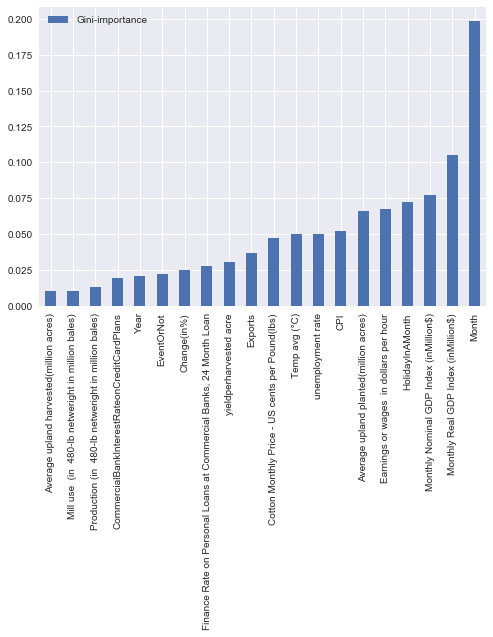 Gini-importance
0.200
0.175
0.150
0.125
0.100
0.075
0.050
0.025
0.000
Average upland harvested(million acres)
Mill use  (in  480-lb netweright in million bales)
Production (in  480-lb netweright in million bales)
CommercialBankInterestRateonCreditCardPlans
Year
EventOrNot
Change(in%)
Finance Rate on Personal Loans at Commercial Banks, 24 Month Loan
yieldperharvested acre
Exports
Cotton Monthly Price - US cents per Pound(lbs)
Temp avg (°C)
unemployment rate
CPI
Average upland planted(million acres)
Earnings or wages  in dollars per hour
HolidayInAMonth
Monthly Nominal GDP Index (inMillion$)
Monthly Real GDP Index (inMillion$)
Month